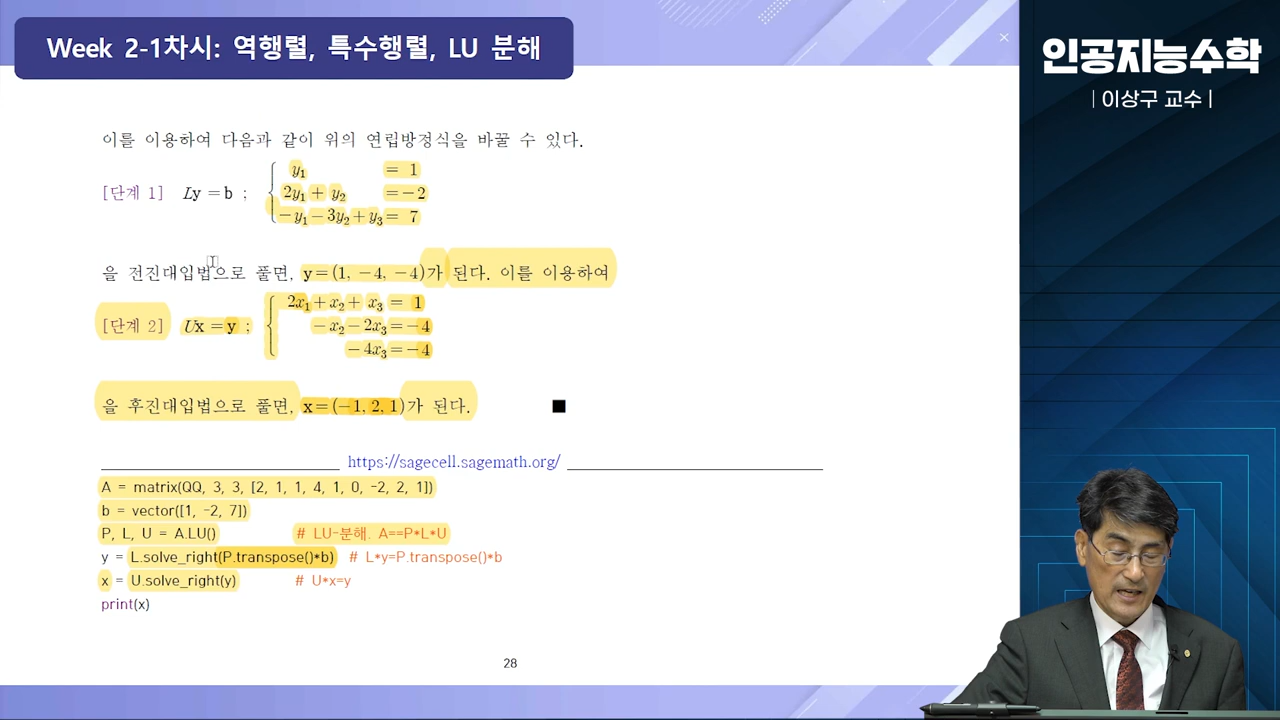 Week 2-1차시: 역행렬, 특수행렬, LU 분해
인공지능수학
| 이상구 교수 |
이를 이용하여 다음과 같이 위의 연립방정식을 바꿀 수 있다.
[단계 1] Ly = b ; { y₁ = 1
2y₁ + y₂ = −2
−y₁ − 3y₂ + y₃ = 7
을 전진대입법으로 풀면, y = (1, −4, −4)가 된다. 이를 이용하여
[단계 2] Ux = y ; { 2x₁ + x₂ + x₃ = 1
−x₂ − 2x₃ = −4
−4x₃ = −4
을 후진대입법으로 풀면, x = (−1, 2, 1)가 된다. ■
https://sagecell.sagemath.org/
A = matrix(QQ, 3, 3, [2, 1, 1, 4, 1, 0, -2, 2, 1])
b = vector([1, -2, 7])
P, L, U = A.LU() # LU-분해. A==P*L*U
y = L.solve_right(P.transpose()*b) # L*y=P.transpose()*b
x = U.solve_right(y) # U*x=y
print(x)
28